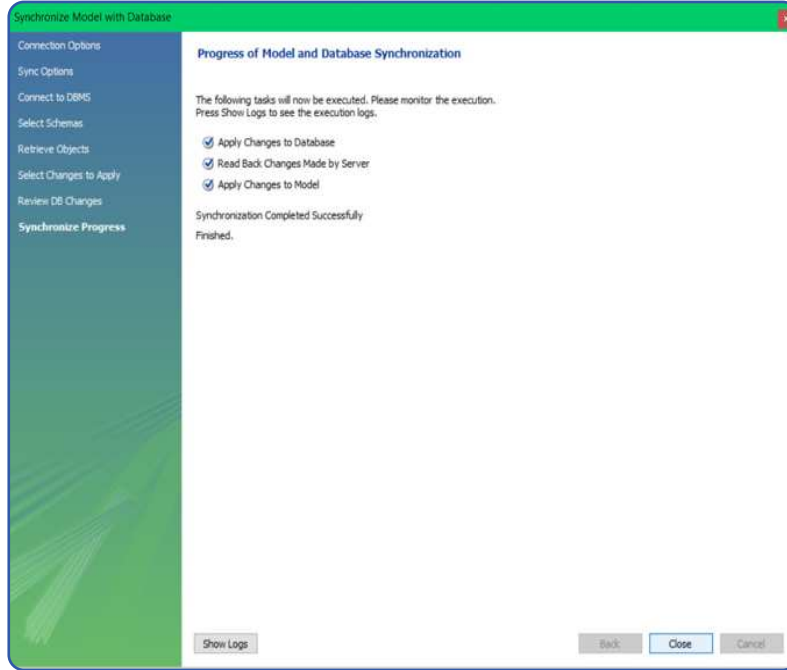 Synchronize Model with Database
Connection Options
Sync Options
Connect to DBMS
Select Schemas
Retrieve Objects
Select Changes to Apply
Review DB Changes
Synchronize Progress
Progress of Model and Database Synchronization
The following tasks will now be executed. Please monitor the execution.
Press Show Logs to see the execution logs.
Apply Changes to Database
Read Back Changes Made by Server
Apply Changes to Model
Synchronization Completed Successfully
Finished.
Show Logs
Back
Close
Cancel